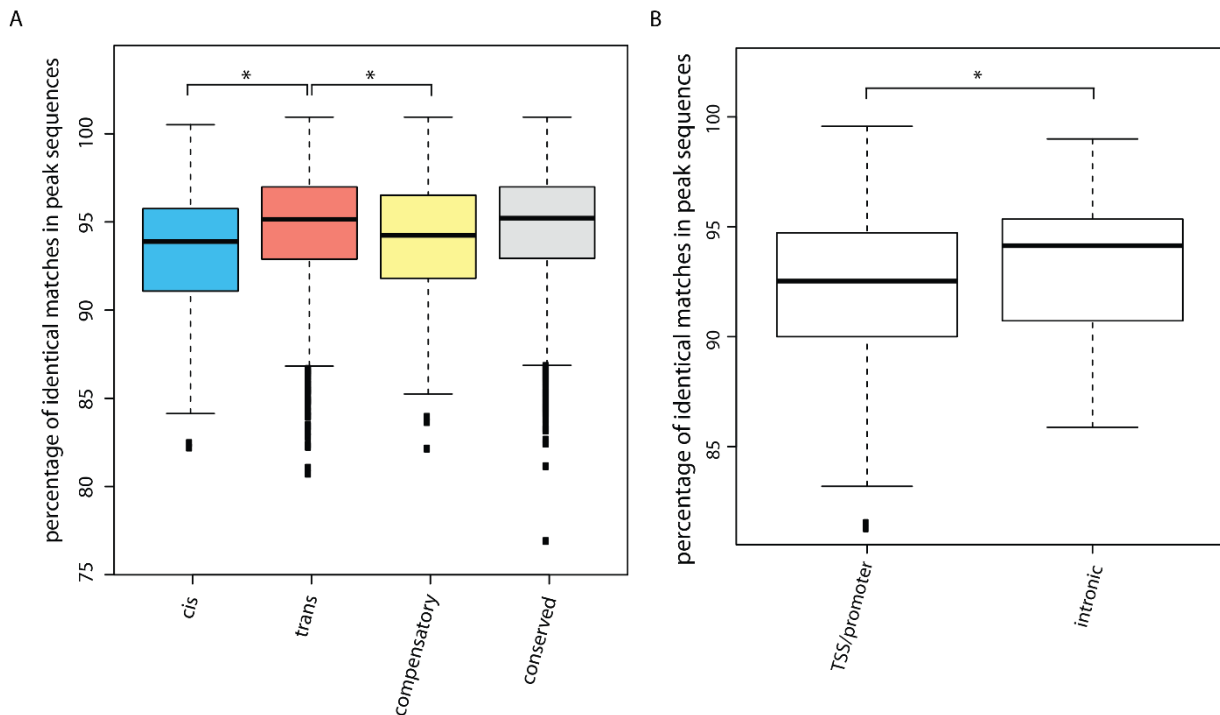 A
percentage of identical matches in peak sequences
100
95
90
85
80
75
*
*
cis
trans
compensatory
conserved
B
percentage of identical matches in peak sequences
100
95
90
85
*
TSS/promoter
intronic